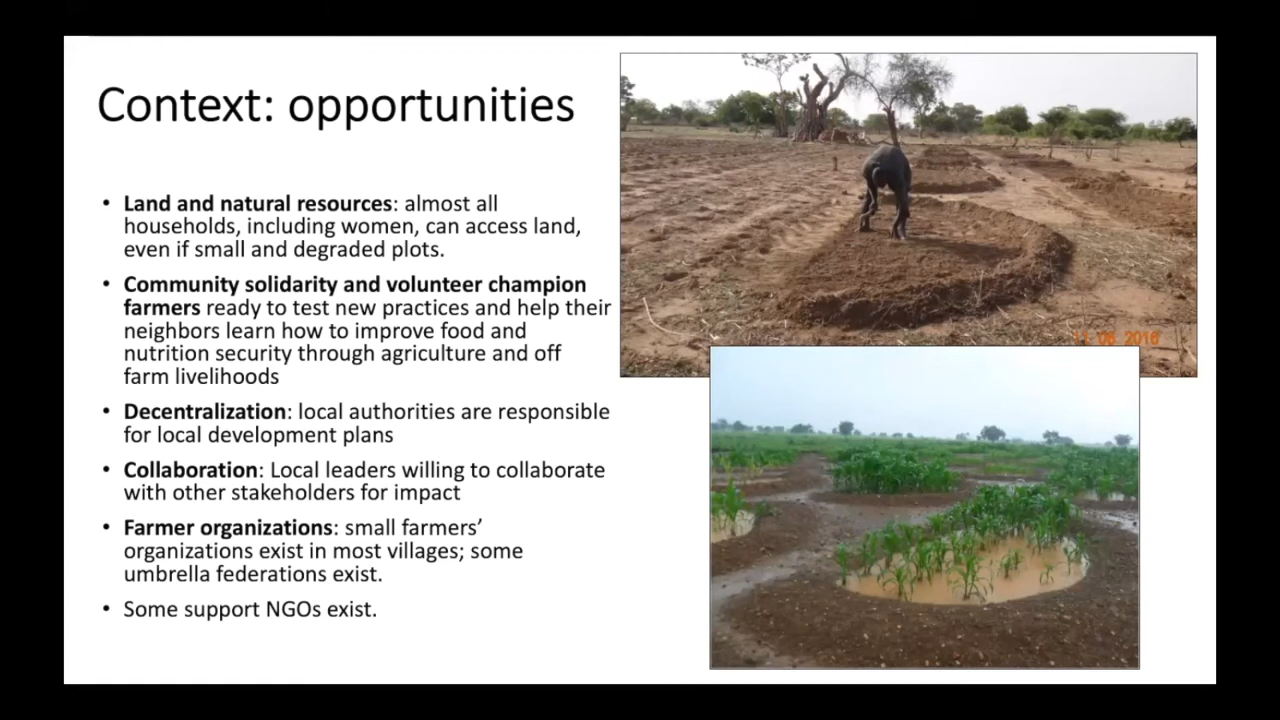 Context: opportunities
• Land and natural resources: almost all
households, including women, can access land,
even if small and degraded plots.
• Community solidarity and volunteer champion
farmers ready to test new practices and help their
neighbors learn how to improve food and
nutrition security through agriculture and off
farm livelihoods
• Decentralization: local authorities are responsible
for local development plans
• Collaboration: Local leaders willing to collaborate
with other stakeholders for impact
• Farmer organizations: small farmers’
organizations exist in most villages; some
umbrella federations exist.
• Some support NGOs exist.